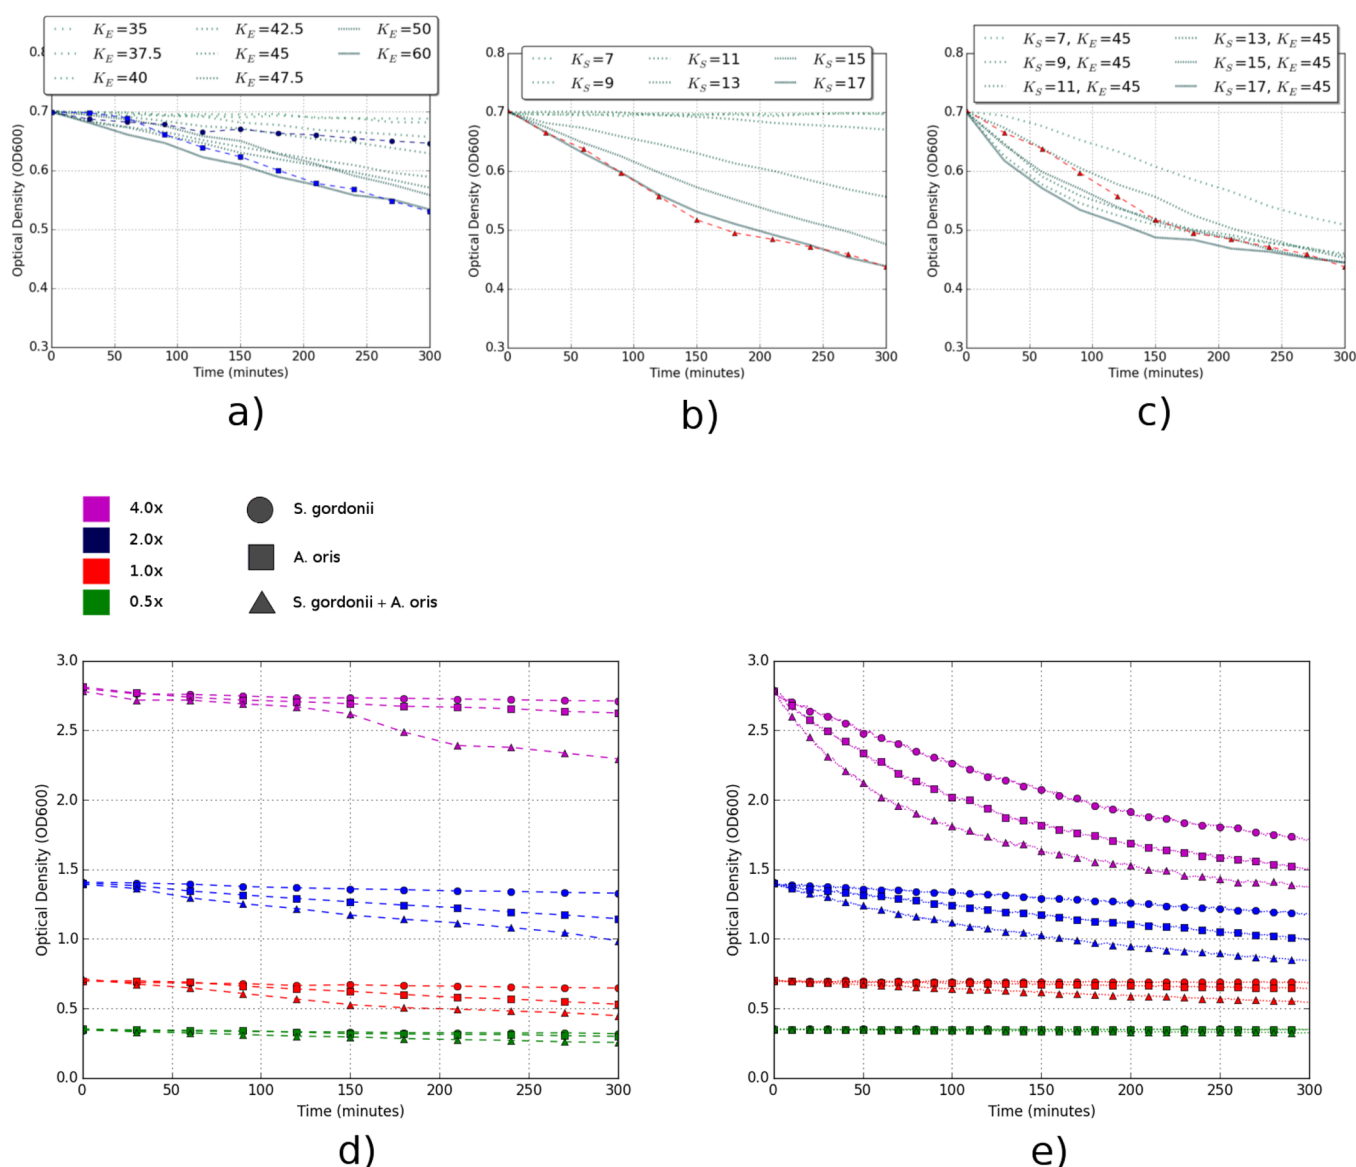 K_E=35
K_E=37.5
K_E=40
K_E=42.5
K_E=45
K_E=47.5
K_E=50
K_E=60
0.8
0.7
0.6
0.5
0.4
0.3
0 50 100 150 200 250 300
Optical Density (OD600)
Time (minutes)
a)
K_S=7
K_S=9
K_S=11
K_S=13
K_S=15
K_S=17
0.8
0.7
0.6
0.5
0.4
0.3
0 50 100 150 200 250 300
Optical Density (OD600)
Time (minutes)
b)
K_S=7, K_E=45
K_S=9, K_E=45
K_S=11, K_E=45
K_S=13, K_E=45
K_S=15, K_E=45
K_S=17, K_E=45
0.8
0.7
0.6
0.5
0.4
0.3
0 50 100 150 200 250 300
Optical Density (OD600)
Time (minutes)
c)
4.0x
2.0x
1.0x
0.5x
S. gordonii
A. oris
S. gordonii + A. oris
3.0
2.5
2.0
1.5
1.0
0.5
0.0
0 50 100 150 200 250 300
Optical Density (OD600)
Time (minutes)
d)
3.0
2.5
2.0
1.5
1.0
0.5
0.0
0 50 100 150 200 250 300
Optical Density (OD600)
Time (minutes)
e)